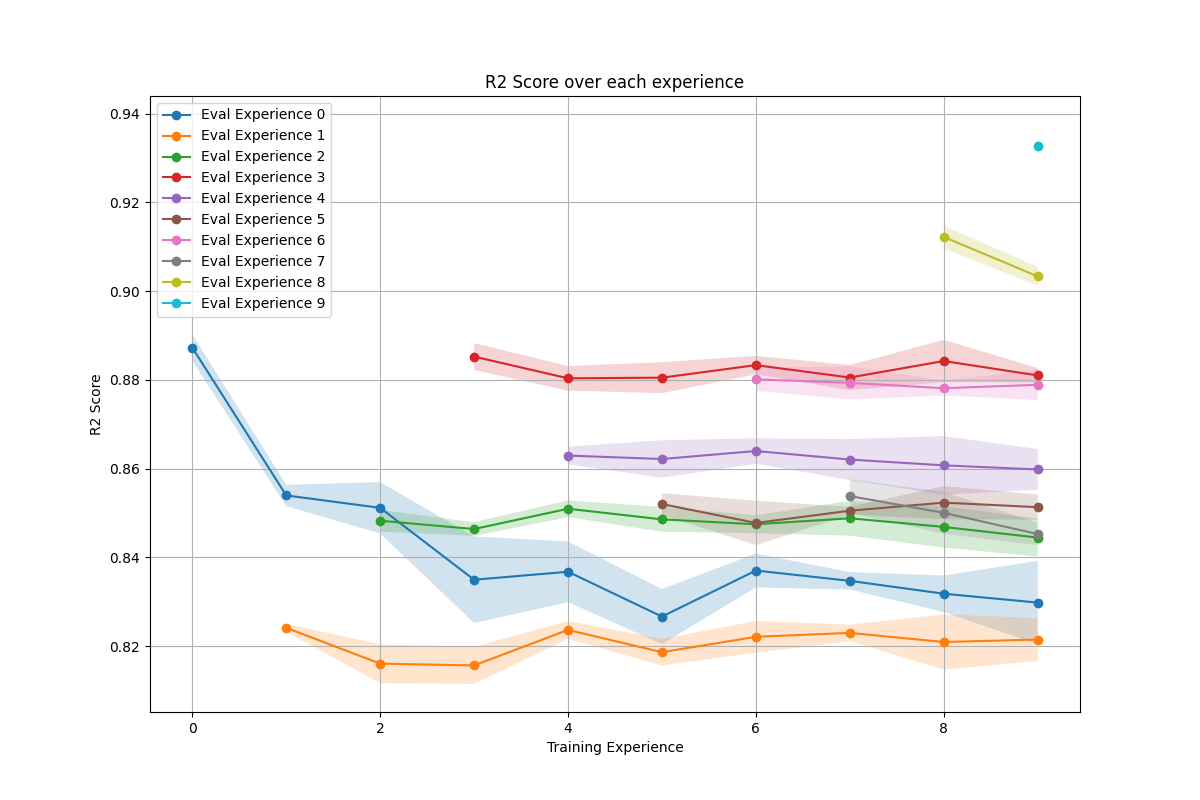 R2 Score over each experience
Eval Experience 0
Eval Experience 1
Eval Experience 2
Eval Experience 3
Eval Experience 4
Eval Experience 5
Eval Experience 6
Eval Experience 7
Eval Experience 8
Eval Experience 9
R2 Score
0.94
0.92
0.90
0.88
0.86
0.84
0.82
0 2 4 6 8
Training Experience